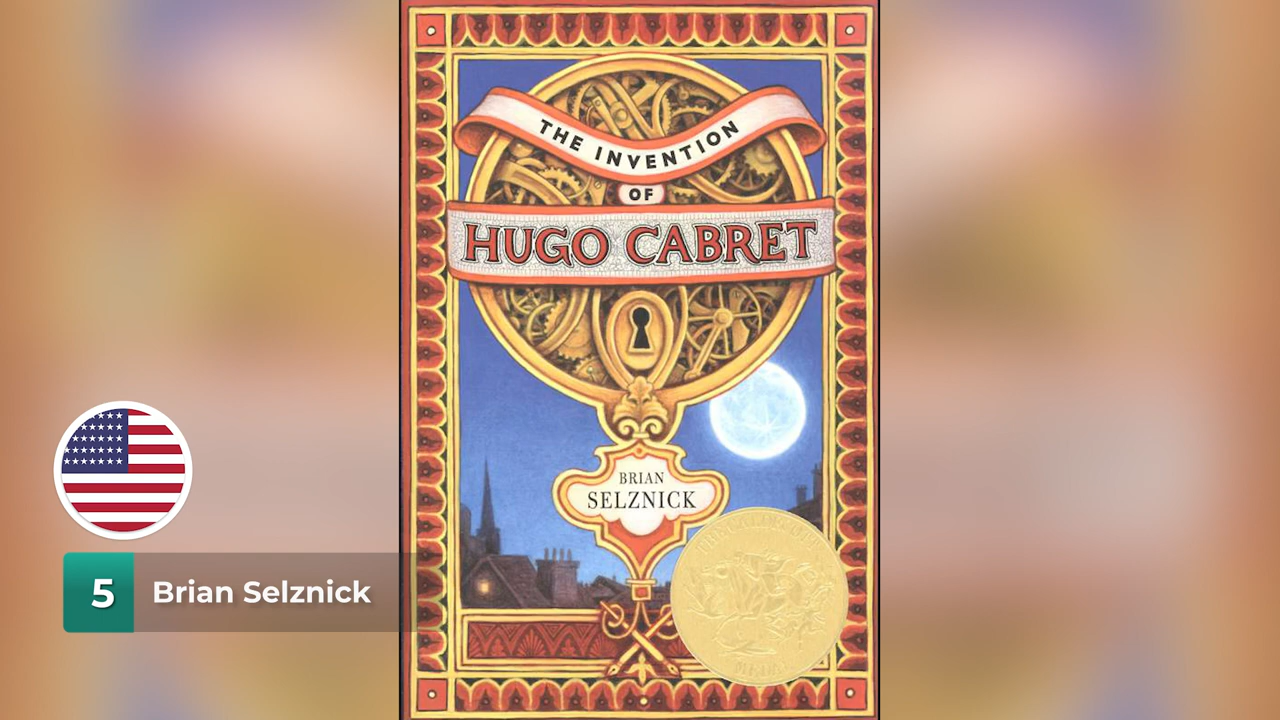 THE INVENTION
OF
HUGO CABRET
BRIAN
SELZNICK
5 Brian Selznick